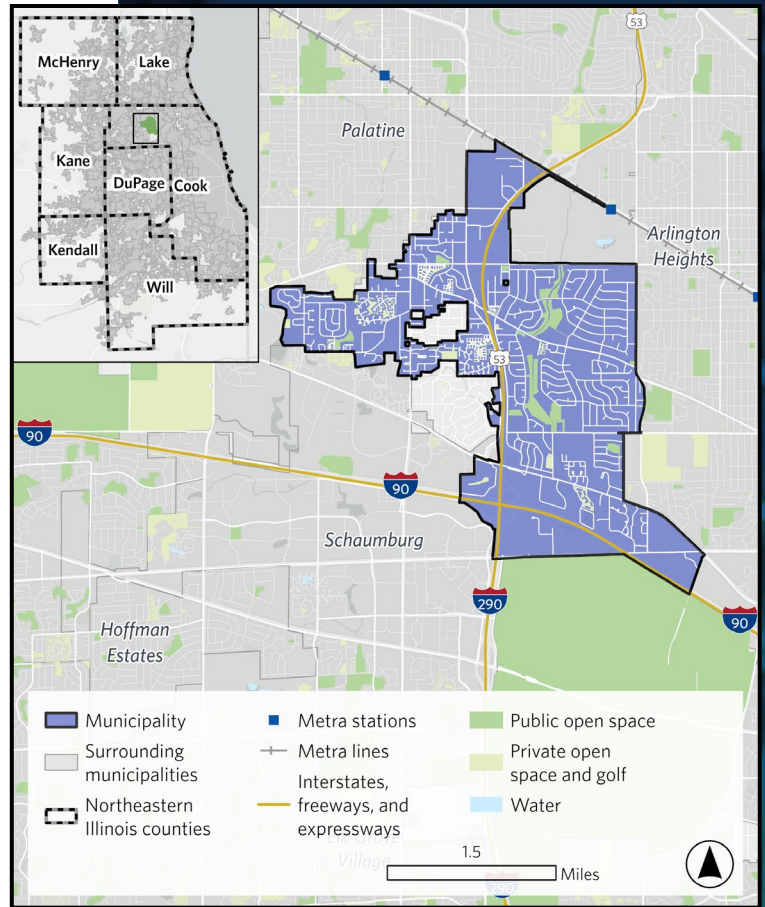 McHenry
Lake
Kane
DuPage
Cook
Kendall
Will
53
Palatine
Arlington
Heights
53
90
90
Schaumburg
290
90
Hoffman
Estates
Municipality
Surrounding
municipalities
Northeastern
Illinois counties
Metra stations
Metra lines
Interstates,
freeways, and
expressways
Public open space
Private open
space and golf
Water
Elk Grove
Village
1.5
Miles
290